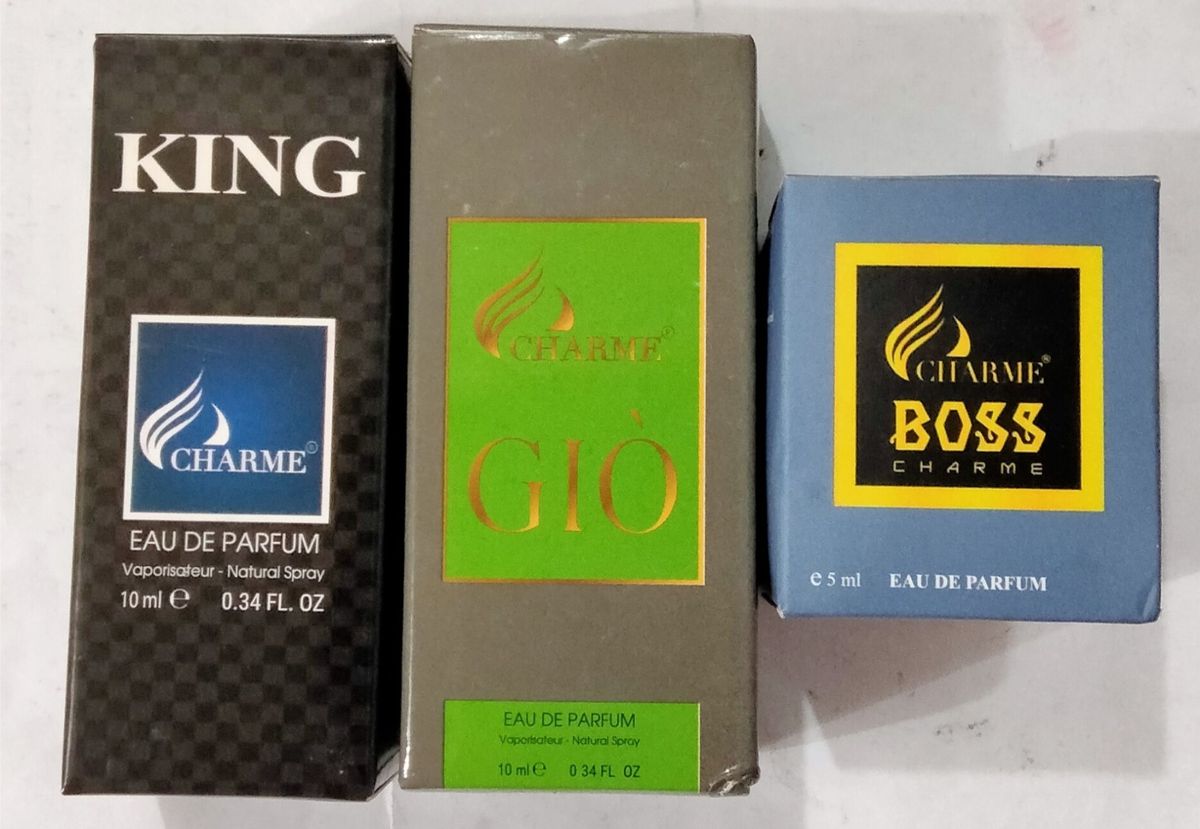 KING
CHARME®
EAU DE PARFUM
Vaporisateur - Natural Spray
10 ml ℮ 0.34 FL. OZ
CHARME®
GIÒ
EAU DE PARFUM
Vaporisateur - Natural Spray
10 ml ℮ 0 34 FL OZ
CHARME®
BOSS
CHARME
℮ 5 ml EAU DE PARFUM